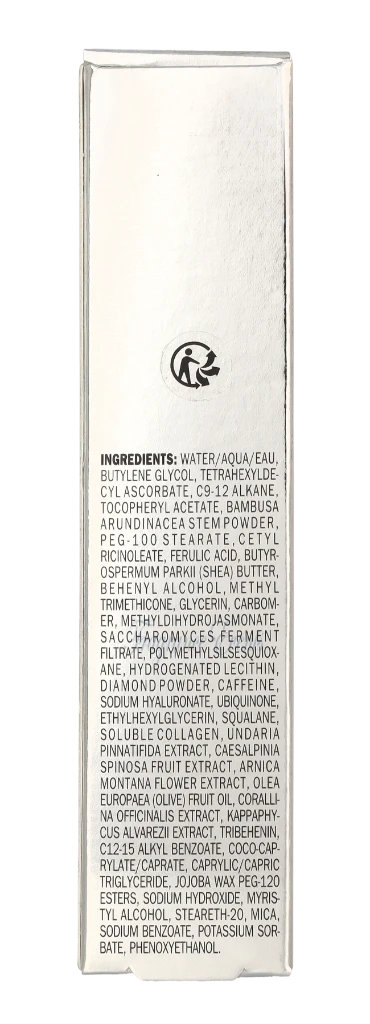 INGREDIENTS: WATER/AQUA/EAU,
BUTYLENE GLYCOL, TETRAHEXYLDE-
CYL ASCORBATE, C9-12 ALKANE,
TOCOPHERYL ACETATE, BAMBUSA
ARUNDINACEA STEM POWDER,
PEG-100 STEARATE, CETYL
RICINOLEATE, FERULIC ACID, BUTYR-
OSPERMUM PARKII (SHEA) BUTTER,
BEHENYL ALCOHOL, METHYL
TRIMETHICONE, GLYCERIN, CARBOM-
ER, METHYLDIHYDROJASMONATE,
SACCHAROMYCES FERMENT
FILTRATE, POLYMETHYLSILSESQUIOX-
ANE, HYDROGENATED LECITHIN,
DIAMOND POWDER, CAFFEINE,
SODIUM HYALURONATE, UBIQUINONE,
ETHYLHEXYLGLYCERIN, SQUALANE,
SOLUBLE COLLAGEN, UNDARIA
PINNATIFIDA EXTRACT, CAESALPINIA
SPINOSA FRUIT EXTRACT, ARNICA
MONTANA FLOWER EXTRACT, OLEA
EUROPAEA (OLIVE) FRUIT OIL, CORALLI-
NA OFFICINALIS EXTRACT, KAPPAPHY-
CUS ALVAREZII EXTRACT, TRIBEHENIN,
C12-15 ALKYL BENZOATE, COCO-CAP-
RYLATE/CAPRATE, CAPRYLIC/CAPRIC
TRIGLYCERIDE, JOJOBA WAX PEG-120
ESTERS, SODIUM HYDROXIDE, MYRIS-
TYL ALCOHOL, STEARETH-20, MICA,
SODIUM BENZOATE, POTASSIUM SOR-
BATE, PHENOXYETHANOL.